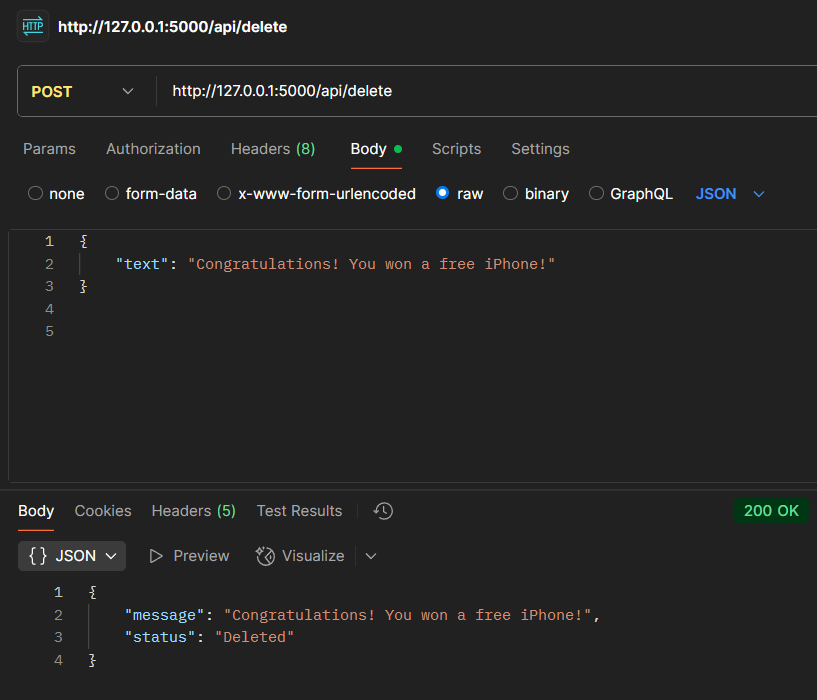 HTTP http://127.0.0.1:5000/api/delete
POST http://127.0.0.1:5000/api/delete
Params Authorization Headers (8) Body Scripts Settings
none form-data x-www-form-urlencoded raw binary GraphQL JSON
1 {
2 "text": "Congratulations! You won a free iPhone!"
3 }
4
5
Body Cookies Headers (5) Test Results 200 OK
{} JSON Preview Visualize
1 {
2 "message": "Congratulations! You won a free iPhone!",
3 "status": "Deleted"
4 }